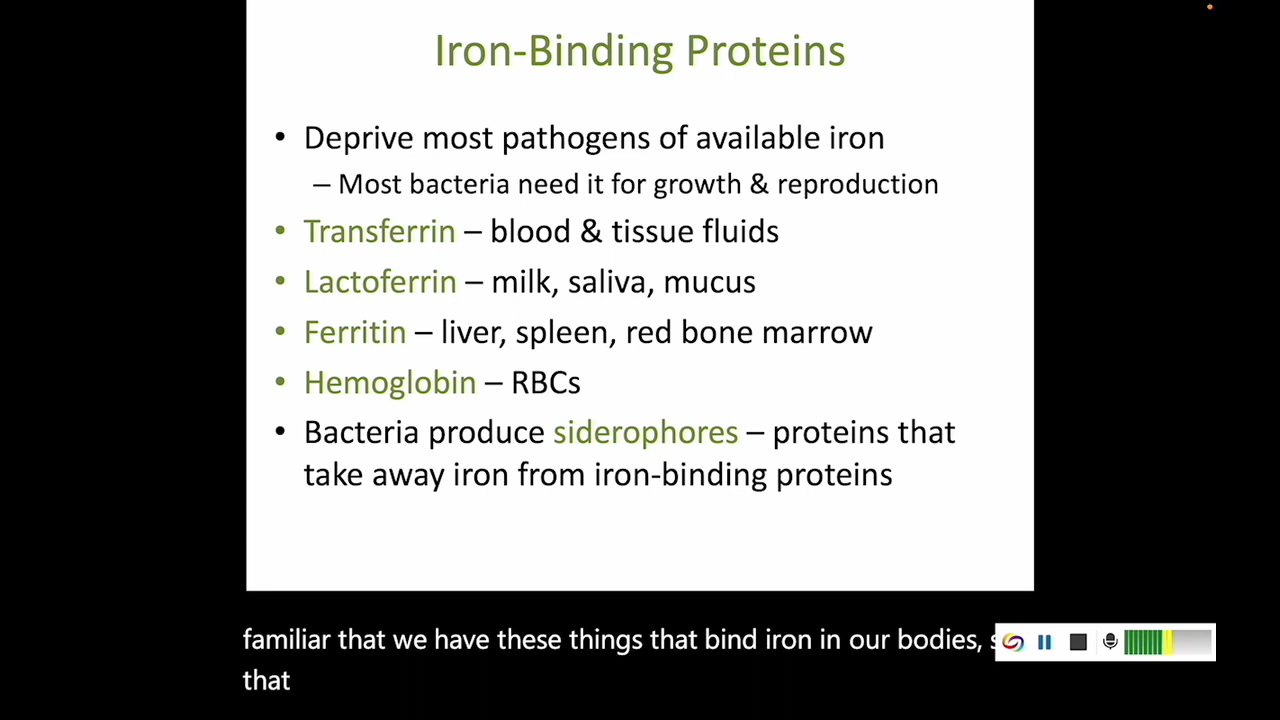 Iron-Binding Proteins
• Deprive most pathogens of available iron
– Most bacteria need it for growth & reproduction
• Transferrin – blood & tissue fluids
• Lactoferrin – milk, saliva, mucus
• Ferritin – liver, spleen, red bone marrow
• Hemoglobin – RBCs
• Bacteria produce siderophores – proteins that
take away iron from iron-binding proteins
familiar that we have these things that bind iron in our bodies,
that